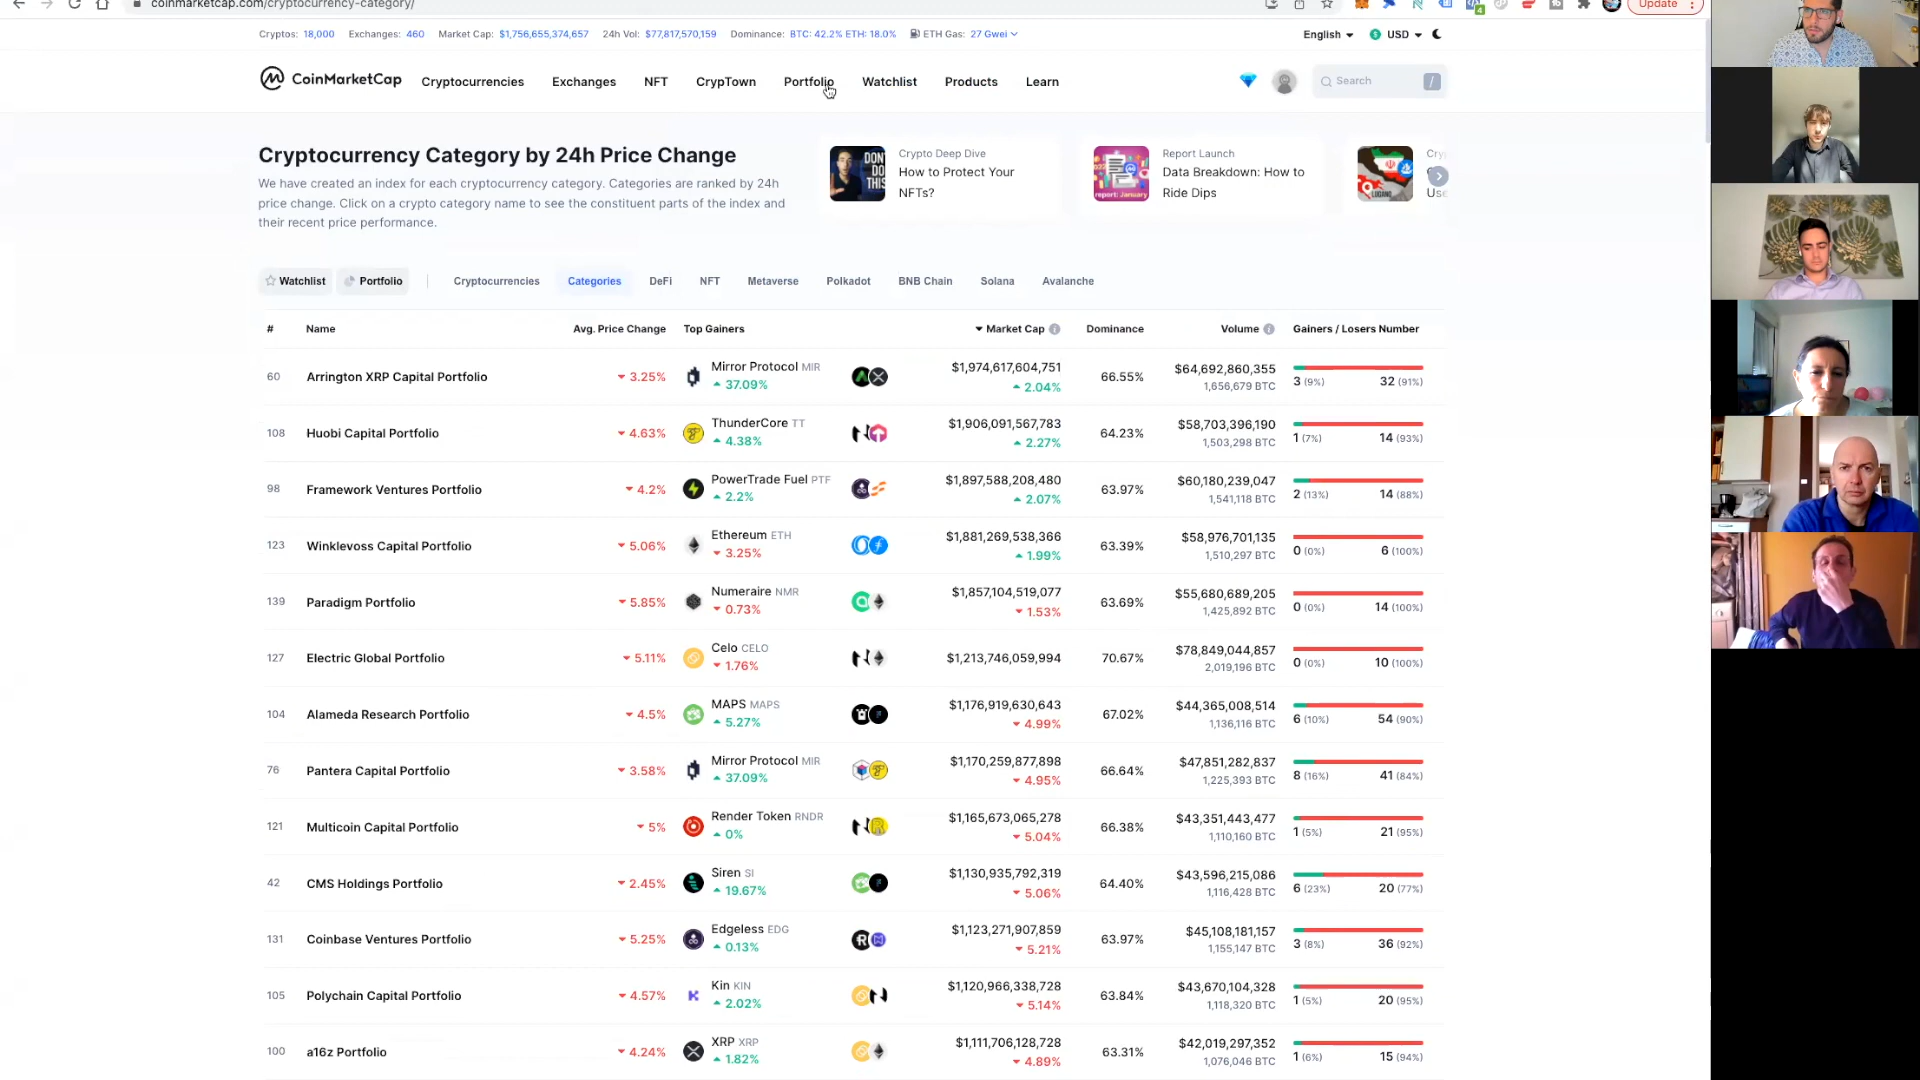 coinmarketcap.com/cryptocurrency-category/
4
Update
Cryptos: 18,000 Exchanges: 460 Market Cap: $1,756,655,374,657 24h Vol: $77,817,570,159 Dominance: BTC: 42.2% ETH: 18.0% ETH Gas: 27 Gwei
English USD
CoinMarketCap Cryptocurrencies Exchanges NFT CrypTown Portfolio Watchlist Products Learn
Search /
Cryptocurrency Category by 24h Price Change
We have created an index for each cryptocurrency category. Categories are ranked by 24h
price change. Click on a crypto category name to see the constituent parts of the index and
their recent price performance.
DON'T
DO
THIS
Crypto Deep Dive
How to Protect Your
NFTs?
report: January
Report Launch
Data Breakdown: How to
Ride Dips
LUGANO
Cry
Use
Watchlist Portfolio Cryptocurrencies Categories DeFi NFT Metaverse Polkadot BNB Chain Solana Avalanche
# Name Avg. Price Change Top Gainers Market Cap Dominance Volume Gainers / Losers Number
60 Arrington XRP Capital Portfolio 3.25% Mirror Protocol MIR 37.09% $1,974,617,604,751 2.04% 66.55% $64,692,860,355 1,656,679 BTC 3 (9%) 32 (91%)
108 Huobi Capital Portfolio 4.63% ThunderCore TT 4.38% $1,906,091,567,783 2.27% 64.23% $58,703,396,190 1,503,298 BTC 1 (7%) 14 (93%)
98 Framework Ventures Portfolio 4.2% PowerTrade Fuel PTF 2.2% $1,897,588,208,480 2.07% 63.97% $60,180,239,047 1,541,118 BTC 2 (13%) 14 (88%)
123 Winklevoss Capital Portfolio 5.06% Ethereum ETH 3.25% $1,881,269,538,366 1.99% 63.39% $58,976,701,135 1,510,297 BTC 0 (0%) 6 (100%)
139 Paradigm Portfolio 5.85% Numeraire NMR 0.73% $1,857,104,519,077 1.53% 63.69% $55,680,689,205 1,425,892 BTC 0 (0%) 14 (100%)
127 Electric Global Portfolio 5.11% Celo CELO 1.76% $1,213,746,059,994 70.67% $78,849,044,857 2,019,196 BTC 0 (0%) 10 (100%)
104 Alameda Research Portfolio 4.5% MAPS MAPS 5.27% $1,176,919,630,643 4.99% 67.02% $44,365,008,514 1,136,116 BTC 6 (10%) 54 (90%)
76 Pantera Capital Portfolio 3.58% Mirror Protocol MIR 37.09% $1,170,259,877,898 4.95% 66.64% $47,851,282,837 1,225,393 BTC 8 (16%) 41 (84%)
121 Multicoin Capital Portfolio 5% Render Token RNDR 0% $1,165,673,065,278 5.04% 66.38% $43,351,443,477 1,110,160 BTC 1 (5%) 21 (95%)
42 CMS Holdings Portfolio 2.45% Siren SI 19.67% $1,130,935,792,319 5.06% 64.40% $43,596,215,086 1,116,428 BTC 6 (23%) 20 (77%)
131 Coinbase Ventures Portfolio 5.25% Edgeless EDG 0.13% $1,123,271,907,859 5.21% 63.97% $45,108,181,157 1,155,147 BTC 3 (8%) 36 (92%)
105 Polychain Capital Portfolio 4.57% Kin KIN 2.02% $1,120,966,338,728 5.14% 63.84% $43,670,104,328 1,118,320 BTC 1 (5%) 20 (95%)
100 a16z Portfolio 4.24% XRP XRP 1.82% $1,111,706,128,728 4.89% 63.31% $42,019,297,352 1,076,046 BTC 1 (6%) 15 (94%)